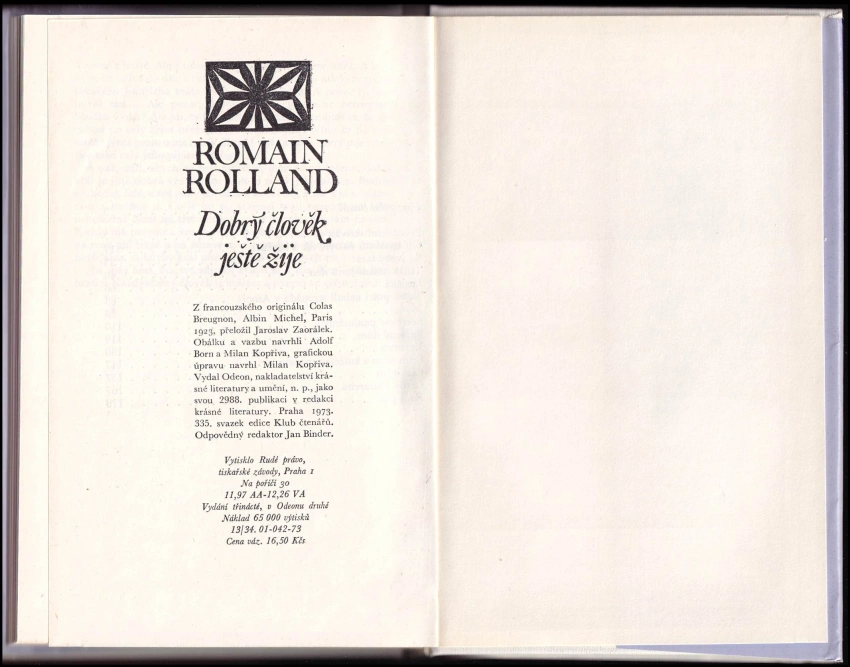 ROMAIN
ROLLAND
Dobrý člověk
ještě žije
Z francouzského originálu Colas
Breugnon, Albin Michel, Paris
1923, přeložil Jaroslav Zaorálek.
Obálku a vazbu navrhli Adolf
Born a Milan Kopřiva, grafickou
úpravu navrhl Milan Kopřiva.
Vydal Odeon, nakladatelství krá-
sné literatury a umění, n. p., jako
svou 2988. publikaci v redakci
krásné literatury. Praha 1973.
335. svazek edice Klub čtenářů.
Odpovědný redaktor Jan Binder.
Vytisklo Rudé právo,
tiskařské závody, Praha 1
Na poříčí 30
11,97 AA-12,26 VA
Vydání třinácté, v Odeonu druhé
Náklad 65 000 výtisků
13|34. 01-042-73
Cena váz. 16,50 Kčs